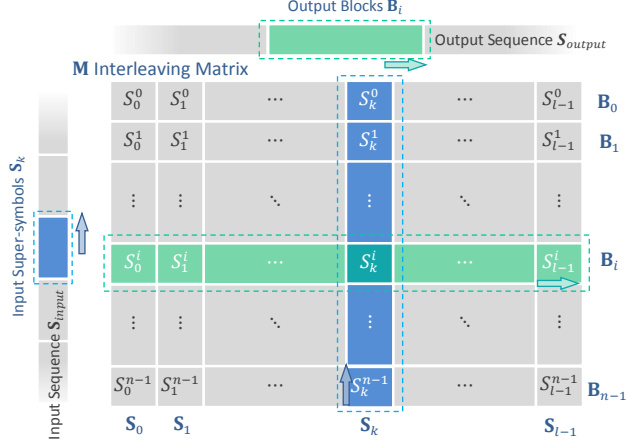 Output Blocks 𝐁ᵢ
Output Sequence 𝑺_output
𝐌 Interleaving Matrix
S_0^0 S_1^0 ⋯ S_k^0 ⋯ S_{l−1}^0 𝐁_0
S_0^1 S_1^1 S_k^1 S_{l−1}^1 𝐁_1
⋮ ⋮ ⋱ ⋮ ⋱ ⋮
S_0^i S_1^i ⋯ S_k^i ⋯ S_{l−1}^i 𝐁_i
⋮ ⋮ ⋱ ⋮ ⋱ ⋮
S_0^{n−1} S_1^{n−1} ⋯ S_k^{n−1} ⋯ S_{l−1}^{n−1} 𝐁_{n−1}
𝐒_0 𝐒_1 𝐒_k 𝐒_{l−1}
Input Super-symbols 𝐒_k
Input Sequence 𝐒_input